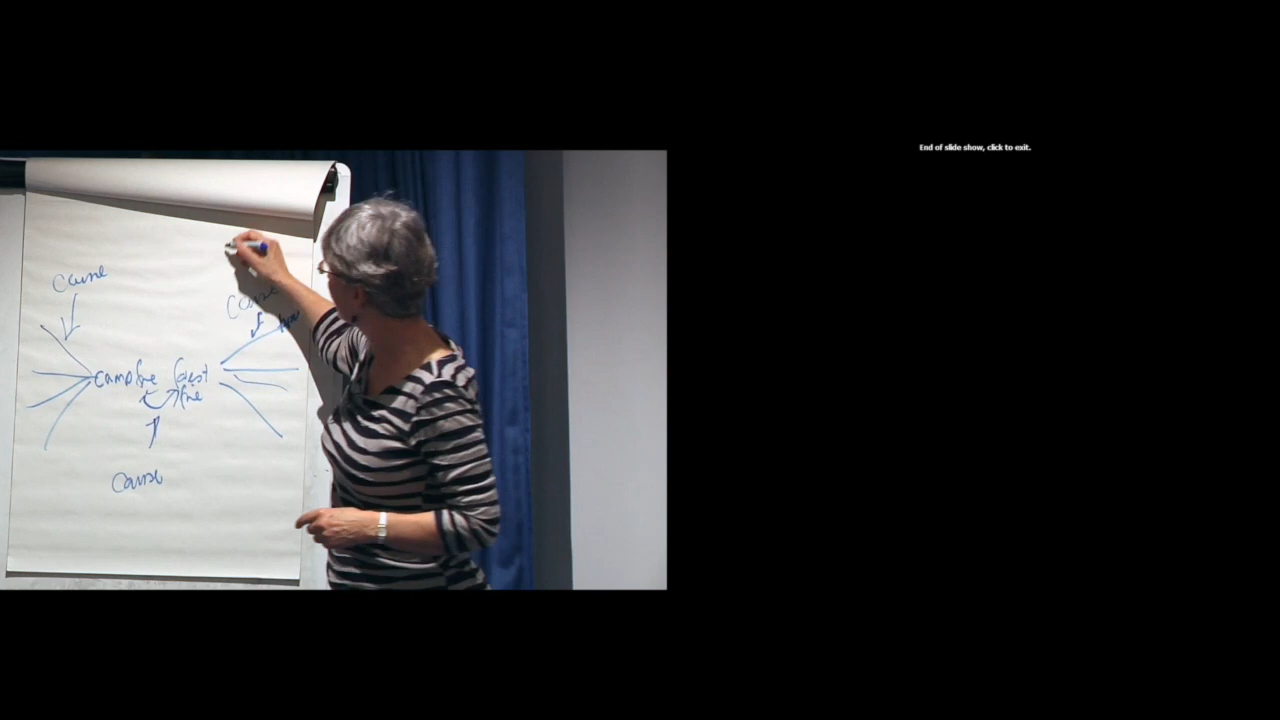 End of slide show, click to exit.
cause
cause
campfire forest
fire
cause